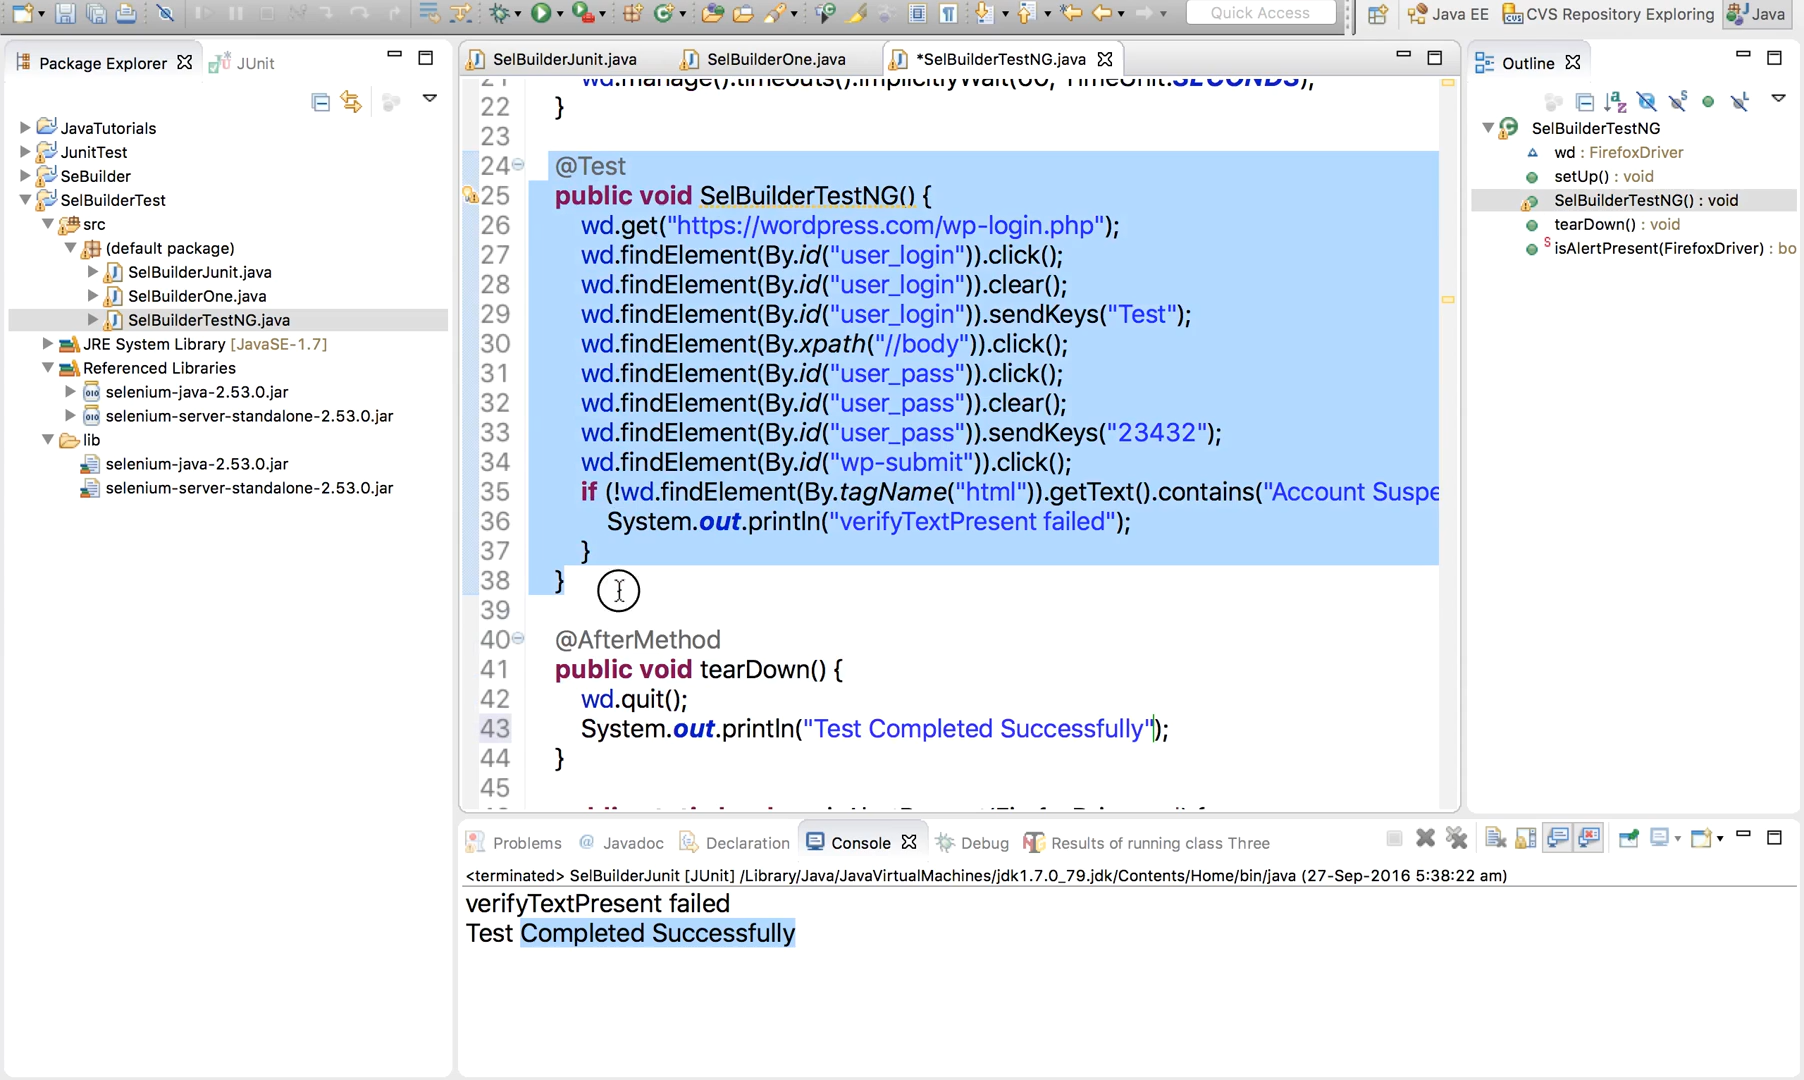 Quick Access
Java EE
CVS Repository Exploring
Java
Package Explorer
JUnit
JavaTutorials
JunitTest
SeBuilder
SelBuilderTest
src
(default package)
SelBuilderJunit.java
SelBuilderOne.java
SelBuilderTestNG.java
JRE System Library [JavaSE-1.7]
Referenced Libraries
selenium-java-2.53.0.jar
selenium-server-standalone-2.53.0.jar
lib
selenium-java-2.53.0.jar
selenium-server-standalone-2.53.0.jar
SelBuilderJunit.java
SelBuilderOne.java
*SelBuilderTestNG.java
21 wd.manage().timeouts().implicitlyWait(60, TimeUnit.SECONDS);
22 }
23
24 @Test
25 public void SelBuilderTestNG() {
26 wd.get("https://wordpress.com/wp-login.php");
27 wd.findElement(By.id("user_login")).click();
28 wd.findElement(By.id("user_login")).clear();
29 wd.findElement(By.id("user_login")).sendKeys("Test");
30 wd.findElement(By.xpath("//body")).click();
31 wd.findElement(By.id("user_pass")).click();
32 wd.findElement(By.id("user_pass")).clear();
33 wd.findElement(By.id("user_pass")).sendKeys("23432");
34 wd.findElement(By.id("wp-submit")).click();
35 if (!wd.findElement(By.tagName("html")).getText().contains("Account Suspe
36 System.out.println("verifyTextPresent failed");
37 }
38 }
39
40 @AfterMethod
41 public void tearDown() {
42 wd.quit();
43 System.out.println("Test Completed Successfully");
44 }
45
Outline
SelBuilderTestNG
wd : FirefoxDriver
setUp() : void
SelBuilderTestNG() : void
tearDown() : void
isAlertPresent(FirefoxDriver) : bo
Problems
Javadoc
Declaration
Console
Debug
Results of running class Three
<terminated> SelBuilderJunit [JUnit] /Library/Java/JavaVirtualMachines/jdk1.7.0_79.jdk/Contents/Home/bin/java (27-Sep-2016 5:38:22 am)
verifyTextPresent failed
Test Completed Successfully